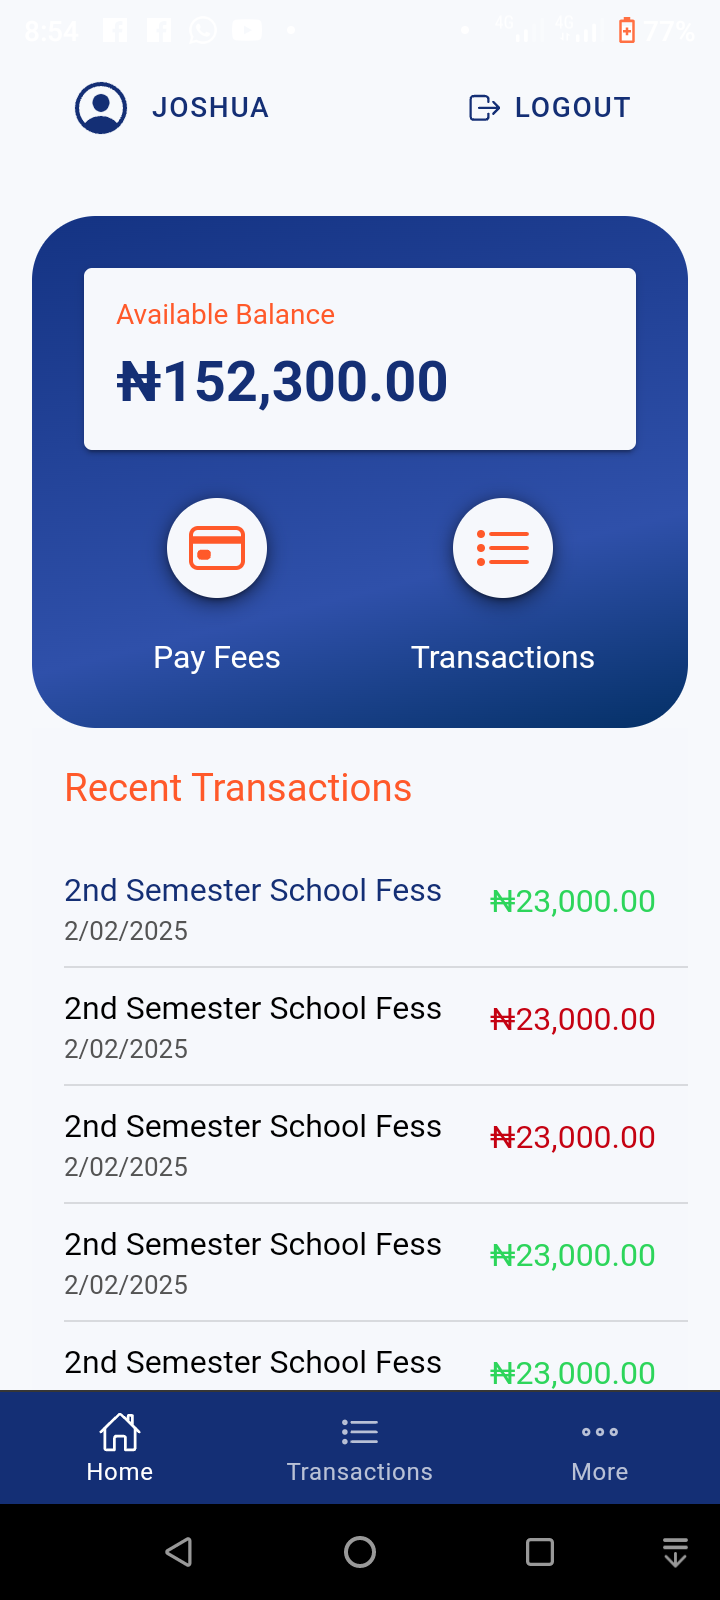 8:54
4G 4G 77%
JOSHUA
LOGOUT
Available Balance
₦152,300.00
Pay Fees
Transactions
Recent Transactions
2nd Semester School Fess
₦23,000.00
2/02/2025
2nd Semester School Fess
₦23,000.00
2/02/2025
2nd Semester School Fess
₦23,000.00
2/02/2025
2nd Semester School Fess
₦23,000.00
2/02/2025
2nd Semester School Fess
₦23,000.00
Home
Transactions
More